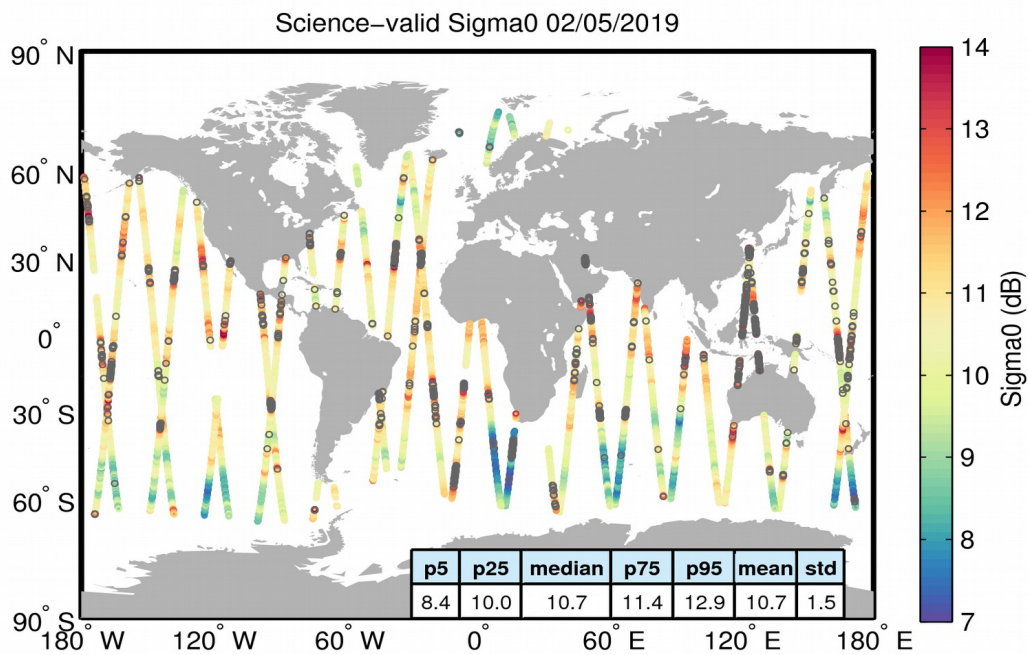 Science−valid Sigma0 02/05/2019
90° N
60° N
30° N
0°
30° S
60° S
90° S
180° W
120° W
60° W
0°
60° E
120° E
180° E
14
13
12
11
10
9
8
7
Sigma0 (dB)
p5 p25 median p75 p95 mean std
8.4 10.0 10.7 11.4 12.9 10.7 1.5